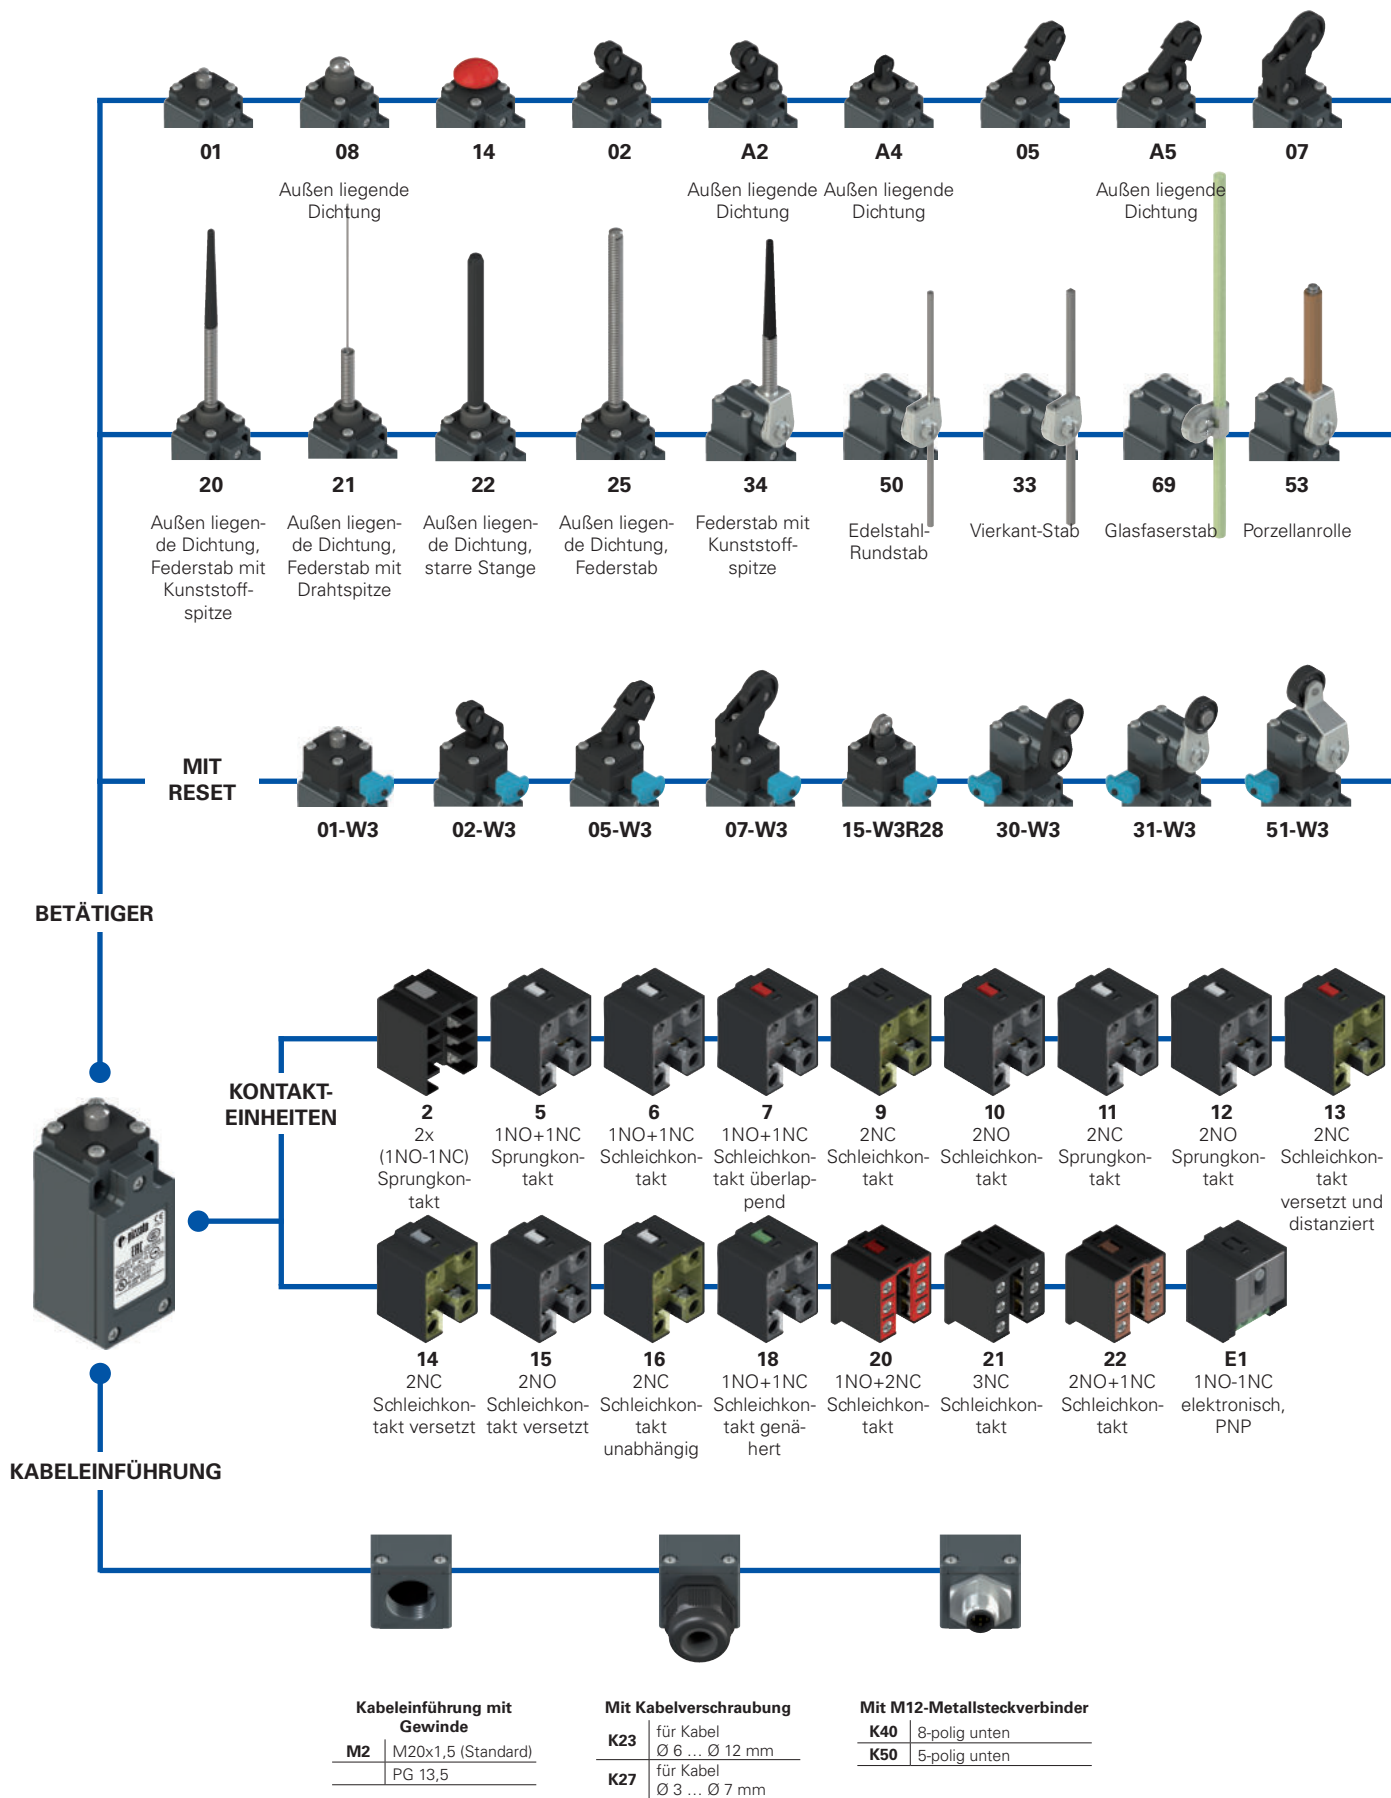 01 08 14 02 A2 A4 05 A5 07
Außen liegende Außen liegende Außen liegende Außen liegende
Dichtung Dichtung Dichtung Dichtung
20 21 22 25 34 50 33 69 53
Außen liegen- Außen liegen- Außen liegen- Außen liegen- Federstab mit Edelstahl- Vierkant-Stab Glasfaserstab Porzellanrolle
de Dichtung, de Dichtung, de Dichtung, de Dichtung, Kunststoff- Rundstab
Federstab mit Federstab mit starre Stange Federstab spitze
Kunststoff- Drahtspitze
spitze
MIT
RESET
01-W3 02-W3 05-W3 07-W3 15-W3R28 30-W3 31-W3 51-W3
BETÄTIGER
KONTAKT-
EINHEITEN
2 5 6 7 9 10 11 12 13
2x 1NO+1NC 1NO+1NC 1NO+1NC 2NC 2NO 2NC 2NO 2NC
(1NO-1NC) Sprungkon- Schleichkon- Schleichkon- Schleichkon- Schleichkon- Sprungkon- Sprungkon- Schleichkon-
Sprungkon- takt takt takt überlap- takt takt takt takt takt
takt pend versetzt und
distanziert
pizzato
EAC
CE
14 15 16 18 20 21 22 E1
2NC 2NO 2NC 1NO+1NC 1NO+2NC 3NC 2NO+1NC 1NO-1NC
Schleichkon- Schleichkon- Schleichkon- Schleichkon- Schleichkon- Schleichkon- Schleichkon- elektronisch,
takt versetzt takt versetzt takt takt genä- takt takt takt PNP
unabhängig hert
KABELEINFÜHRUNG
Kabeleinführung mit
Gewinde
M2 M20x1,5 (Standard)
PG 13,5
Mit Kabelverschraubung
K23 für Kabel
Ø 6 … Ø 12 mm
K27 für Kabel
Ø 3 … Ø 7 mm
Mit M12-Metallsteckverbinder
K40 8-polig unten
K50 5-polig unten